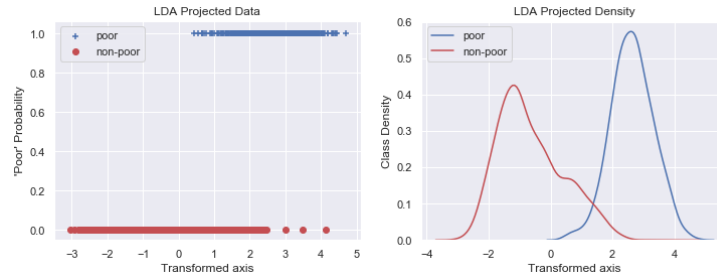 LDA Projected Data
'Poor' Probability
1.0
0.8
0.6
0.4
0.2
0.0
poor
non-poor
−3 −2 −1 0 1 2 3 4 5
Transformed axis
LDA Projected Density
Class Density
0.6
0.5
0.4
0.3
0.2
0.1
0.0
poor
non-poor
−4 −2 0 2 4
Transformed axis